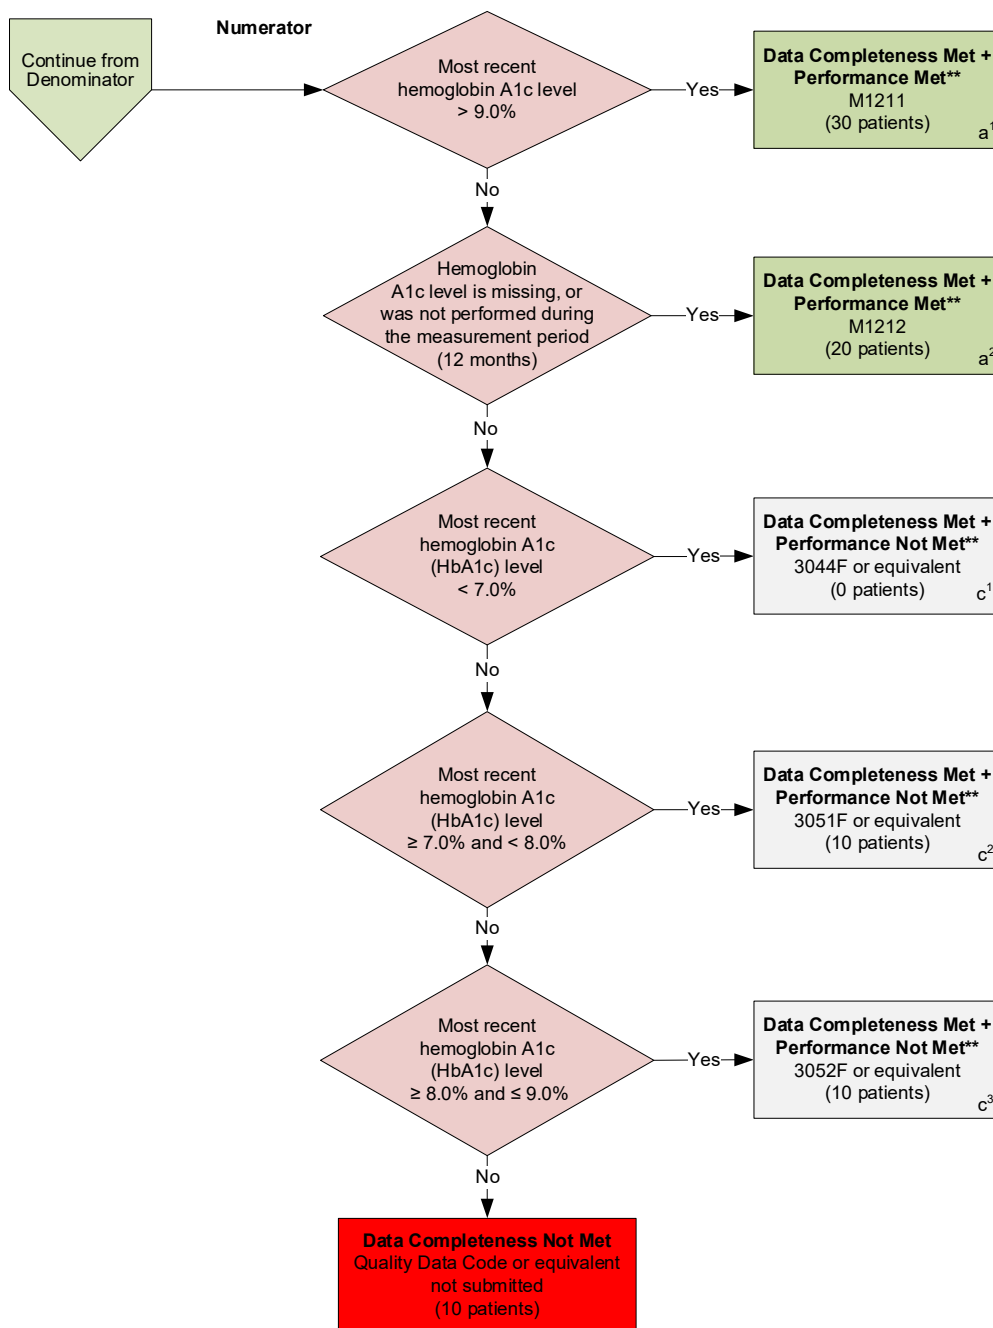 Numerator
Continue from
Denominator
Most recent
hemoglobin A1c level
> 9.0%
Yes
Data Completeness Met +
Performance Met**
M1211
(30 patients)
a1
No
Hemoglobin
A1c level is missing, or
was not performed during
the measurement period
(12 months)
Yes
Data Completeness Met +
Performance Met**
M1212
(20 patients)
a2
No
Most recent
hemoglobin A1c
(HbA1c) level
< 7.0%
Yes
Data Completeness Met +
Performance Not Met**
3044F or equivalent
(0 patients)
c1
No
Most recent
hemoglobin A1c
(HbA1c) level
≥ 7.0% and < 8.0%
Yes
Data Completeness Met +
Performance Not Met**
3051F or equivalent
(10 patients)
c2
No
Most recent
hemoglobin A1c
(HbA1c) level
≥ 8.0% and ≤ 9.0%
Yes
Data Completeness Met +
Performance Not Met**
3052F or equivalent
(10 patients)
c3
No
Data Completeness Not Met
Quality Data Code or equivalent
not submitted
(10 patients)